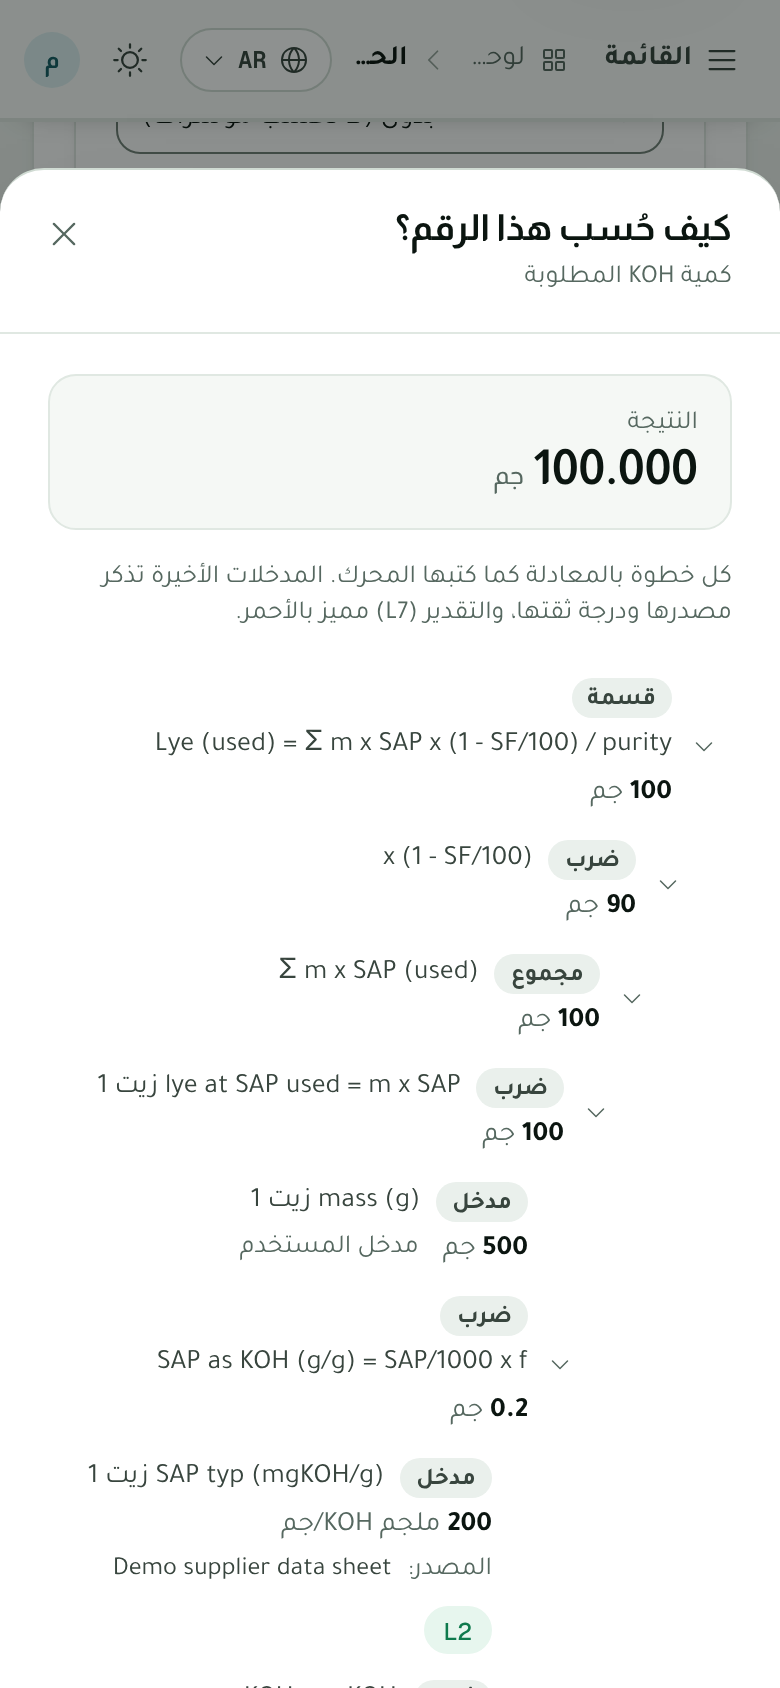 القائمة
لوحـ...
الحـ...
AR
م
كيف حُسب هذا الرقم؟
كمية KOH المطلوبة
النتيجة
100.000 جم
كل خطوة بالمعادلة كما كتبها المحرك. المدخلات الأخيرة تذكر
مصدرها ودرجة ثقتها، والتقدير (L7) مميز بالأحمر.
قسمة
Lye (used) = Σ m x SAP x (1 - SF/100) / purity
100 جم
ضرب x (1 - SF/100)
90 جم
مجموع Σ m x SAP (used)
100 جم
ضرب lye at SAP used = m x SAP زيت 1
100 جم
مدخل mass (g) زيت 1
500 جم مدخل المستخدم
ضرب
SAP as KOH (g/g) = SAP/1000 x f
0.2 جم
مدخل SAP typ (mgKOH/g) زيت 1
200 ملجم KOH/جم
المصدر: Demo supplier data sheet
L2